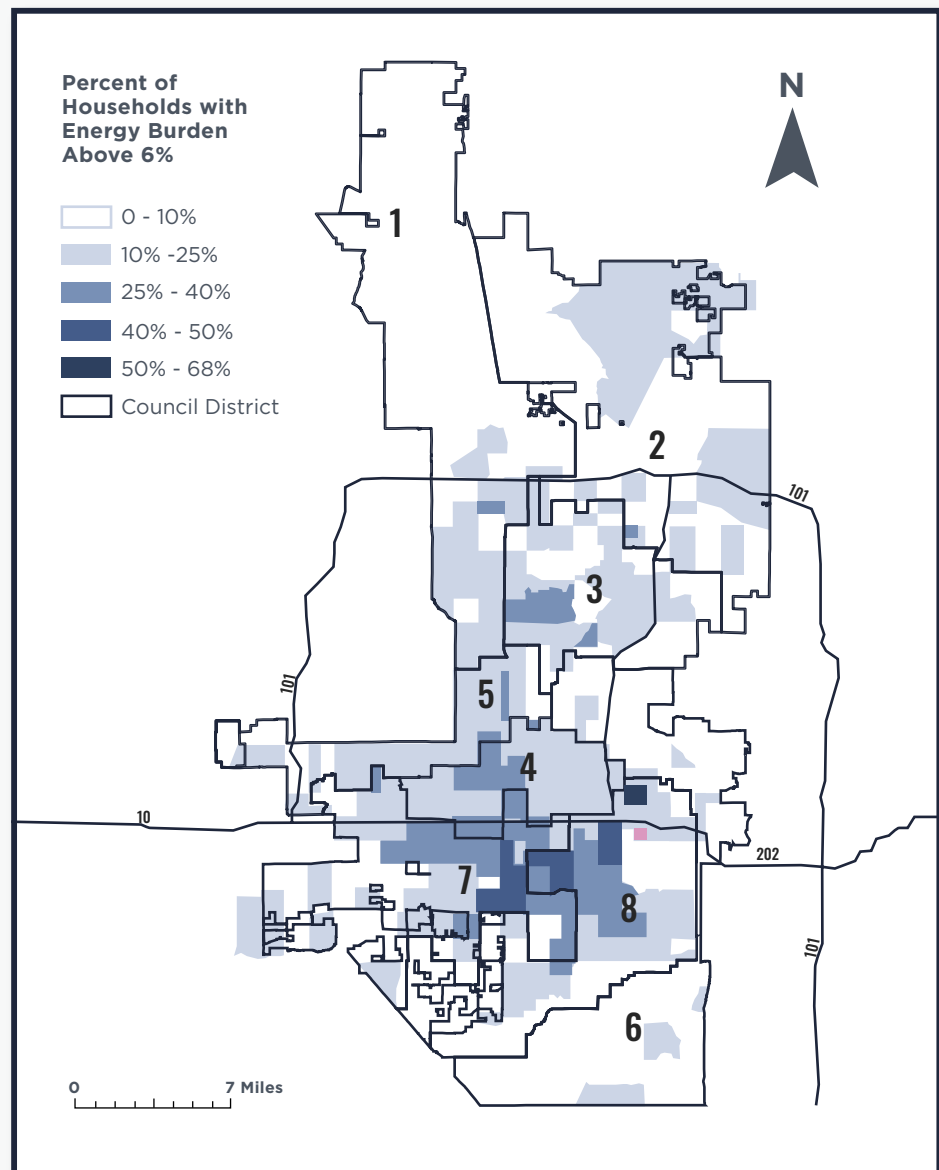 Percent of
Households with
Energy Burden
Above 6%
0 - 10%
10% -25%
25% - 40%
40% - 50%
50% - 68%
Council District
N
1
2
101
3
101
5
4
10
202
7
8
101
6
0 7 Miles